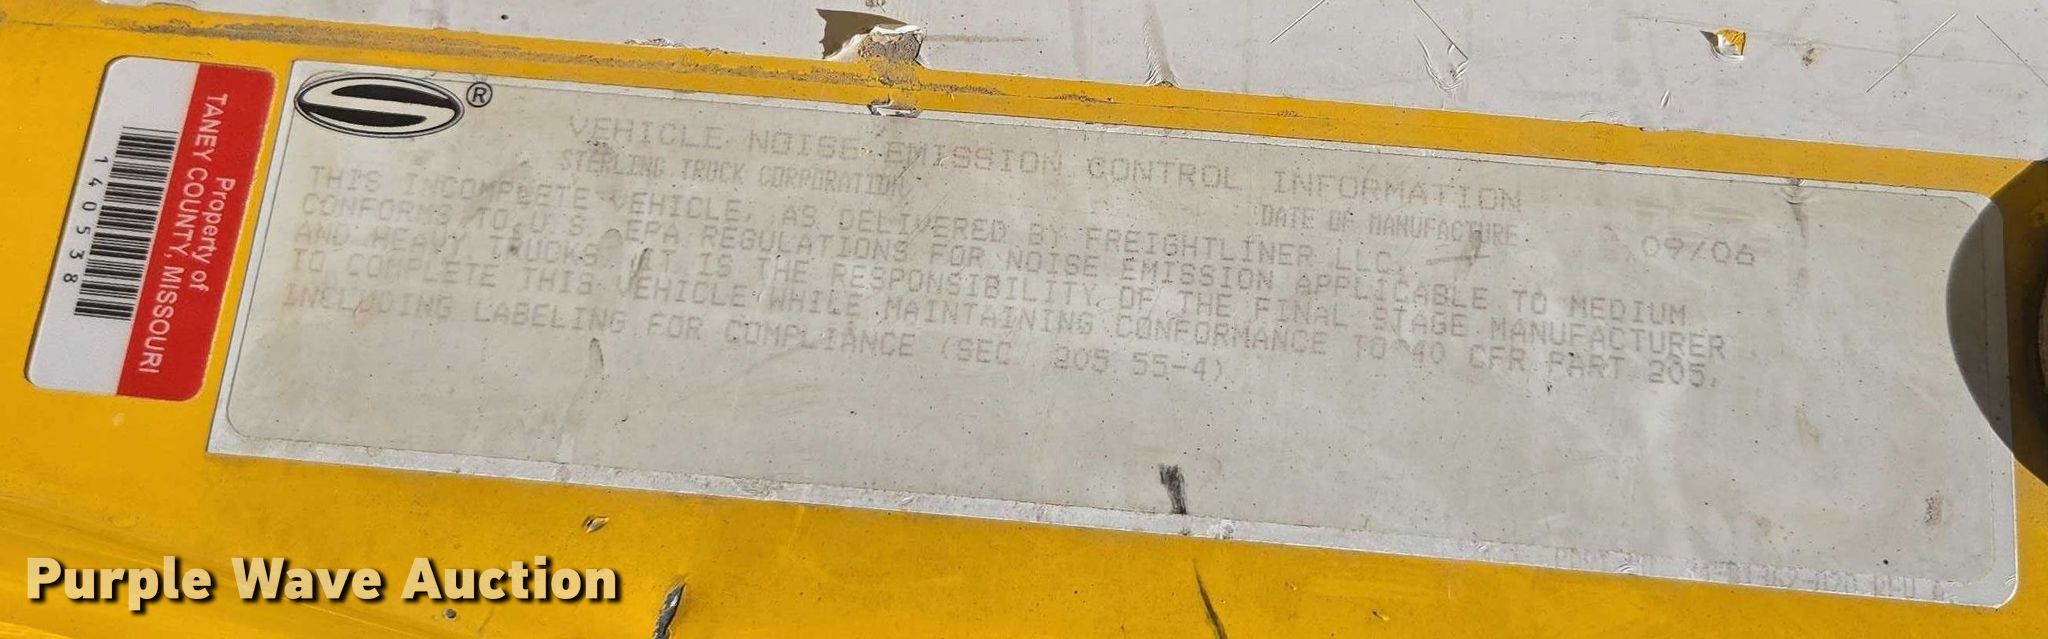 Property of
TANEY COUNTY, MISSOURI
1405538
®
VEHICLE NOISE EMISSION CONTROL INFORMATION
STERLING TRUCK CORPORATION
DATE OF MANUFACTURE 09/06
THIS INCOMPLETE VEHICLE, AS DELIVERED BY FREIGHTLINER LLC,
CONFORMS TO U.S. EPA REGULATIONS FOR NOISE EMISSION APPLICABLE TO MEDIUM
AND HEAVY TRUCKS. IT IS THE RESPONSIBILITY OF THE FINAL STAGE MANUFACTURER
TO COMPLETE THIS VEHICLE WHILE MAINTAINING CONFORMANCE TO 40 CFR PART 205,
INCLUDING LABELING FOR COMPLIANCE (SEC. 205 55-4)
Purple Wave Auction